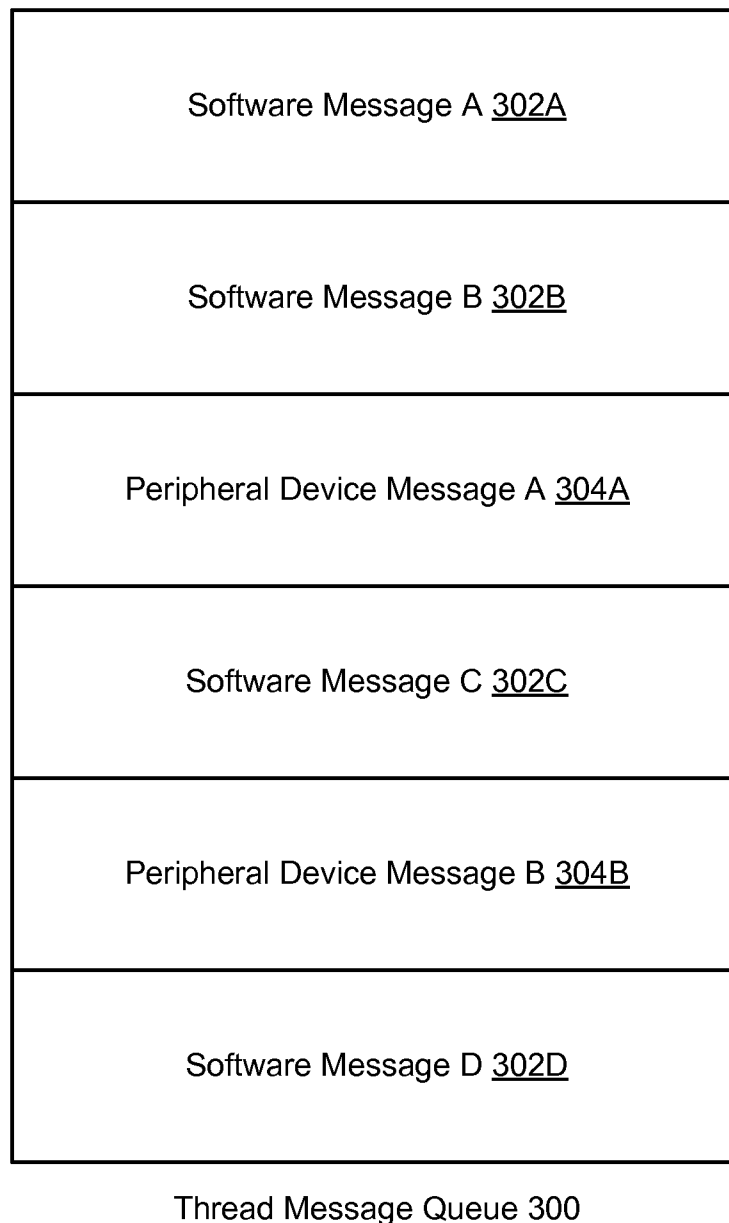 Software Message A 302A
Software Message B 302B
Peripheral Device Message A 304A
Software Message C 302C
Peripheral Device Message B 304B
Software Message D 302D
Thread Message Queue 300